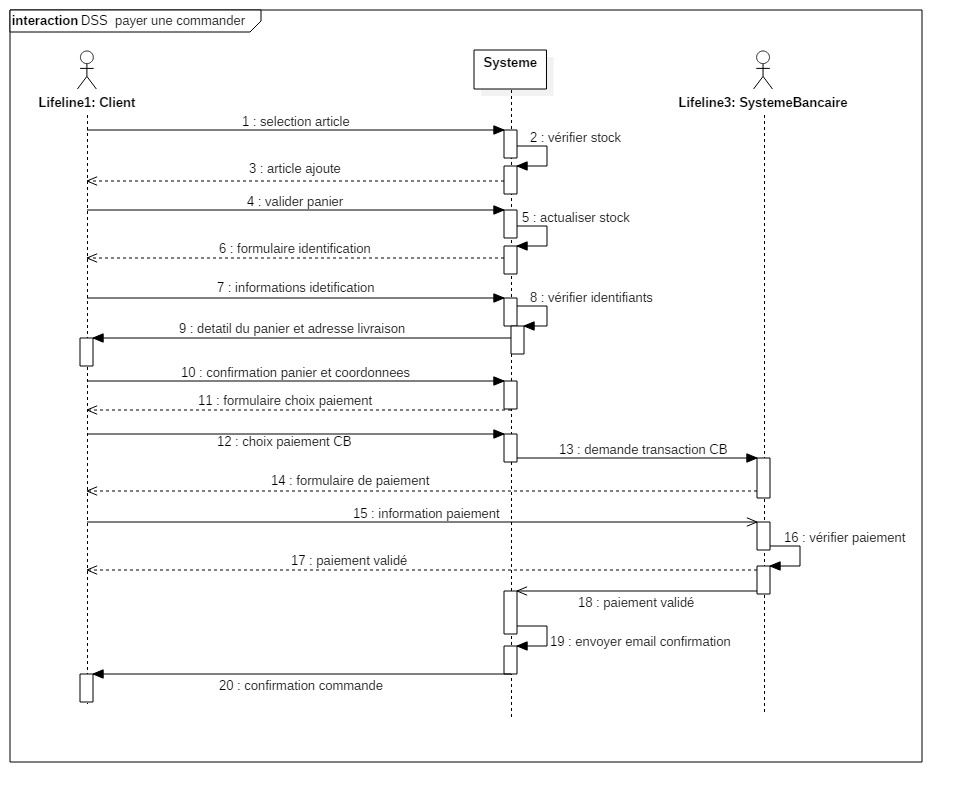 interaction DSS  payer une commander
Systeme
Lifeline1: Client
Lifeline3: SystemeBancaire
1 : selection article
2 : vérifier stock
3 : article ajoute
4 : valider panier
5 : actualiser stock
6 : formulaire identification
7 : informations idetification
8 : vérifier identifiants
9 : detatil du panier et adresse livraison
10 : confirmation panier et coordonnees
11 : formulaire choix paiement
12 : choix paiement CB
13 : demande transaction CB
14 : formulaire de paiement
15 : information paiement
16 : vérifier paiement
17 : paiement validé
18 : paiement validé
19 : envoyer email confirmation
20 : confirmation commande